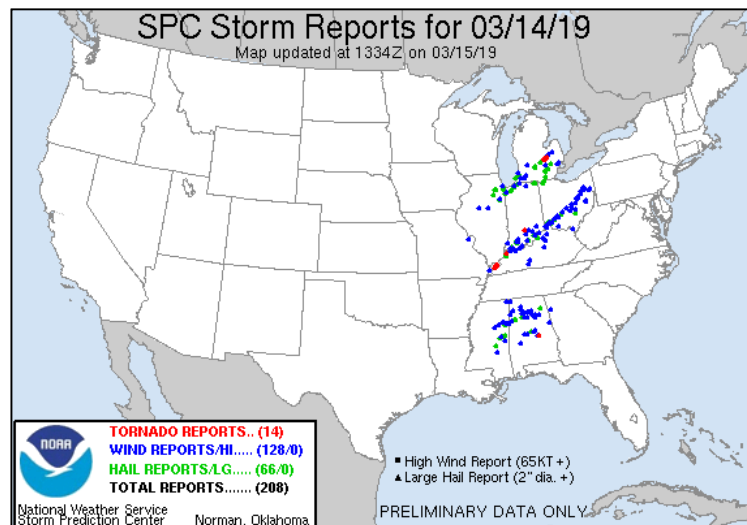 SPC Storm Reports for 03/14/19
Map updated at 1334Z on 03/15/19
NOAA
TORNADO REPORTS.. (14)
WIND REPORTS/HI..... (128/0)
HAIL REPORTS/LG..... (66/0)
TOTAL REPORTS....... (208)
National Weather Service
Storm Prediction Center Norman, Oklahoma
High Wind Report (65KT +)
Large Hail Report (2" dia. +)
PRELIMINARY DATA ONLY